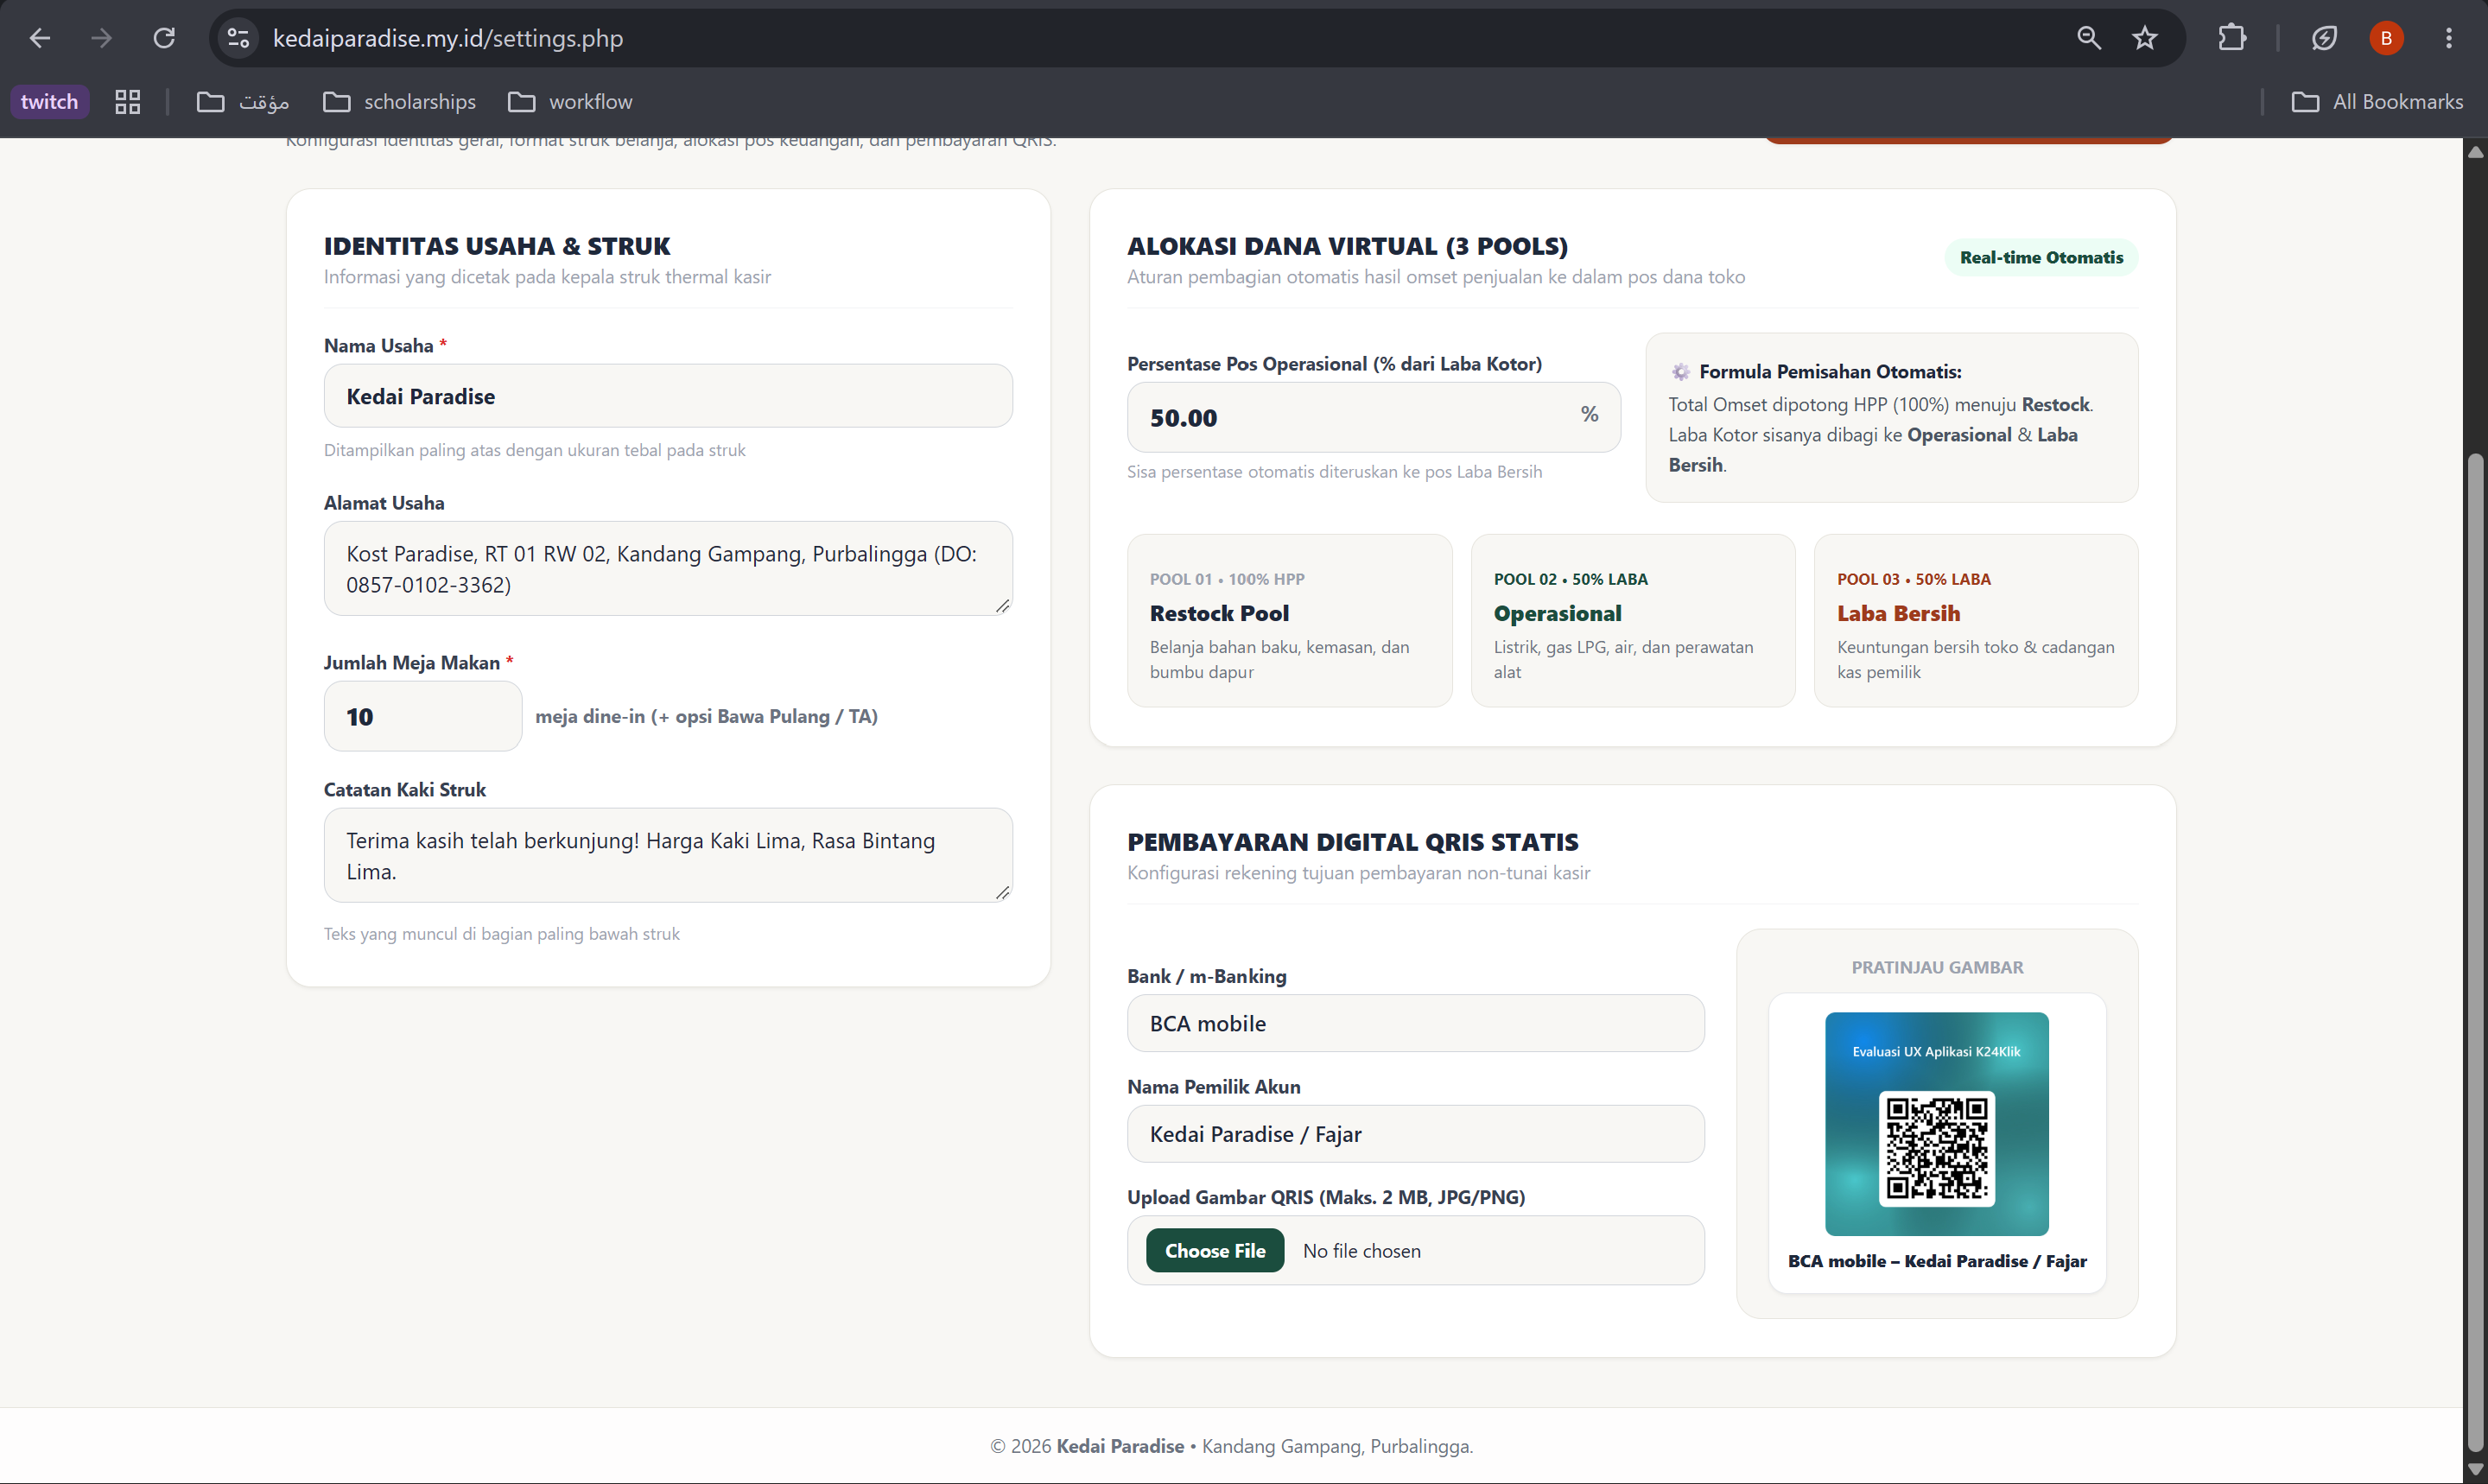 kedaiparadise.my.id/settings.php
B
twitch
مؤقت
scholarships
workflow
All Bookmarks
Konfigurasi identitas gerai, format struk belanja, alokasi pos keuangan, dan pembayaran QRIS.
IDENTITAS USAHA & STRUK
Informasi yang dicetak pada kepala struk thermal kasir
Nama Usaha *
Kedai Paradise
Ditampilkan paling atas dengan ukuran tebal pada struk
Alamat Usaha
Kost Paradise, RT 01 RW 02, Kandang Gampang, Purbalingga (DO:
0857-0102-3362)
Jumlah Meja Makan *
10
meja dine-in (+ opsi Bawa Pulang / TA)
Catatan Kaki Struk
Terima kasih telah berkunjung! Harga Kaki Lima, Rasa Bintang
Lima.
Teks yang muncul di bagian paling bawah struk
ALOKASI DANA VIRTUAL (3 POOLS)
Aturan pembagian otomatis hasil omset penjualan ke dalam pos dana toko
Real-time Otomatis
Persentase Pos Operasional (% dari Laba Kotor)
50.00
%
Sisa persentase otomatis diteruskan ke pos Laba Bersih
Formula Pemisahan Otomatis:
Total Omset dipotong HPP (100%) menuju Restock.
Laba Kotor sisanya dibagi ke Operasional & Laba
Bersih.
POOL 01 • 100% HPP
Restock Pool
Belanja bahan baku, kemasan, dan
bumbu dapur
POOL 02 • 50% LABA
Operasional
Listrik, gas LPG, air, dan perawatan
alat
POOL 03 • 50% LABA
Laba Bersih
Keuntungan bersih toko & cadangan
kas pemilik
PEMBAYARAN DIGITAL QRIS STATIS
Konfigurasi rekening tujuan pembayaran non-tunai kasir
Bank / m-Banking
BCA mobile
Nama Pemilik Akun
Kedai Paradise / Fajar
Upload Gambar QRIS (Maks. 2 MB, JPG/PNG)
Choose File
No file chosen
PRATINJAU GAMBAR
Evaluasi UX Aplikasi K24Klik
BCA mobile – Kedai Paradise / Fajar
© 2026 Kedai Paradise • Kandang Gampang, Purbalingga.